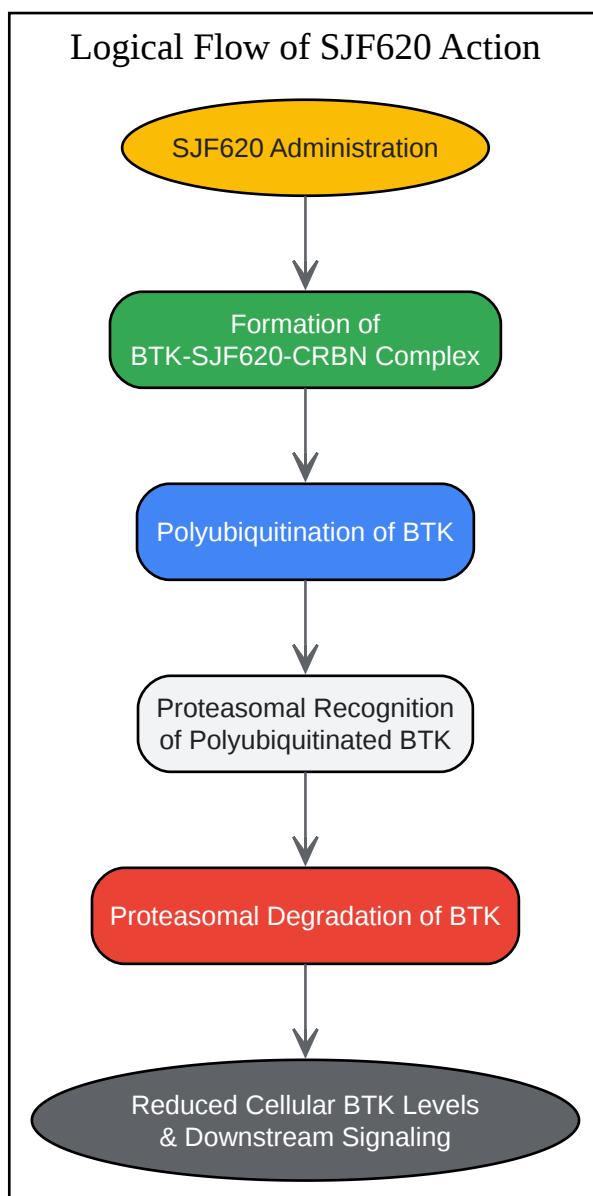 Logical Flow of SJF620 Action
SJF620 Administration
Formation of
BTK-SJF620-CRBN Complex
Polyubiquitination of BTK
Proteasomal Recognition
of Polyubiquitinated BTK
Proteasomal Degradation of BTK
Reduced Cellular BTK Levels
& Downstream Signaling